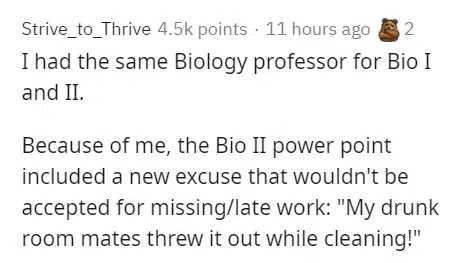 Strive_to_Thrive 4.5k points · 11 hours ago 2
I had the same Biology professor for Bio I
and II.
Because of me, the Bio II power point
included a new excuse that wouldn't be
accepted for missing/late work: "My drunk
room mates threw it out while cleaning!"